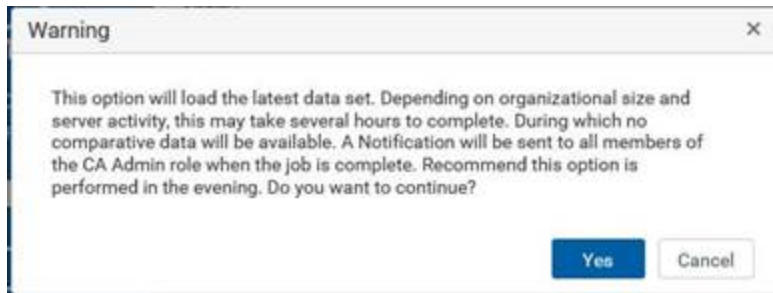 Warning
This option will load the latest data set. Depending on organizational size and
server activity, this may take several hours to complete. During which no
comparative data will be available. A Notification will be sent to all members of
the CA Admin role when the job is complete. Recommend this option is
performed in the evening. Do you want to continue?
Yes Cancel